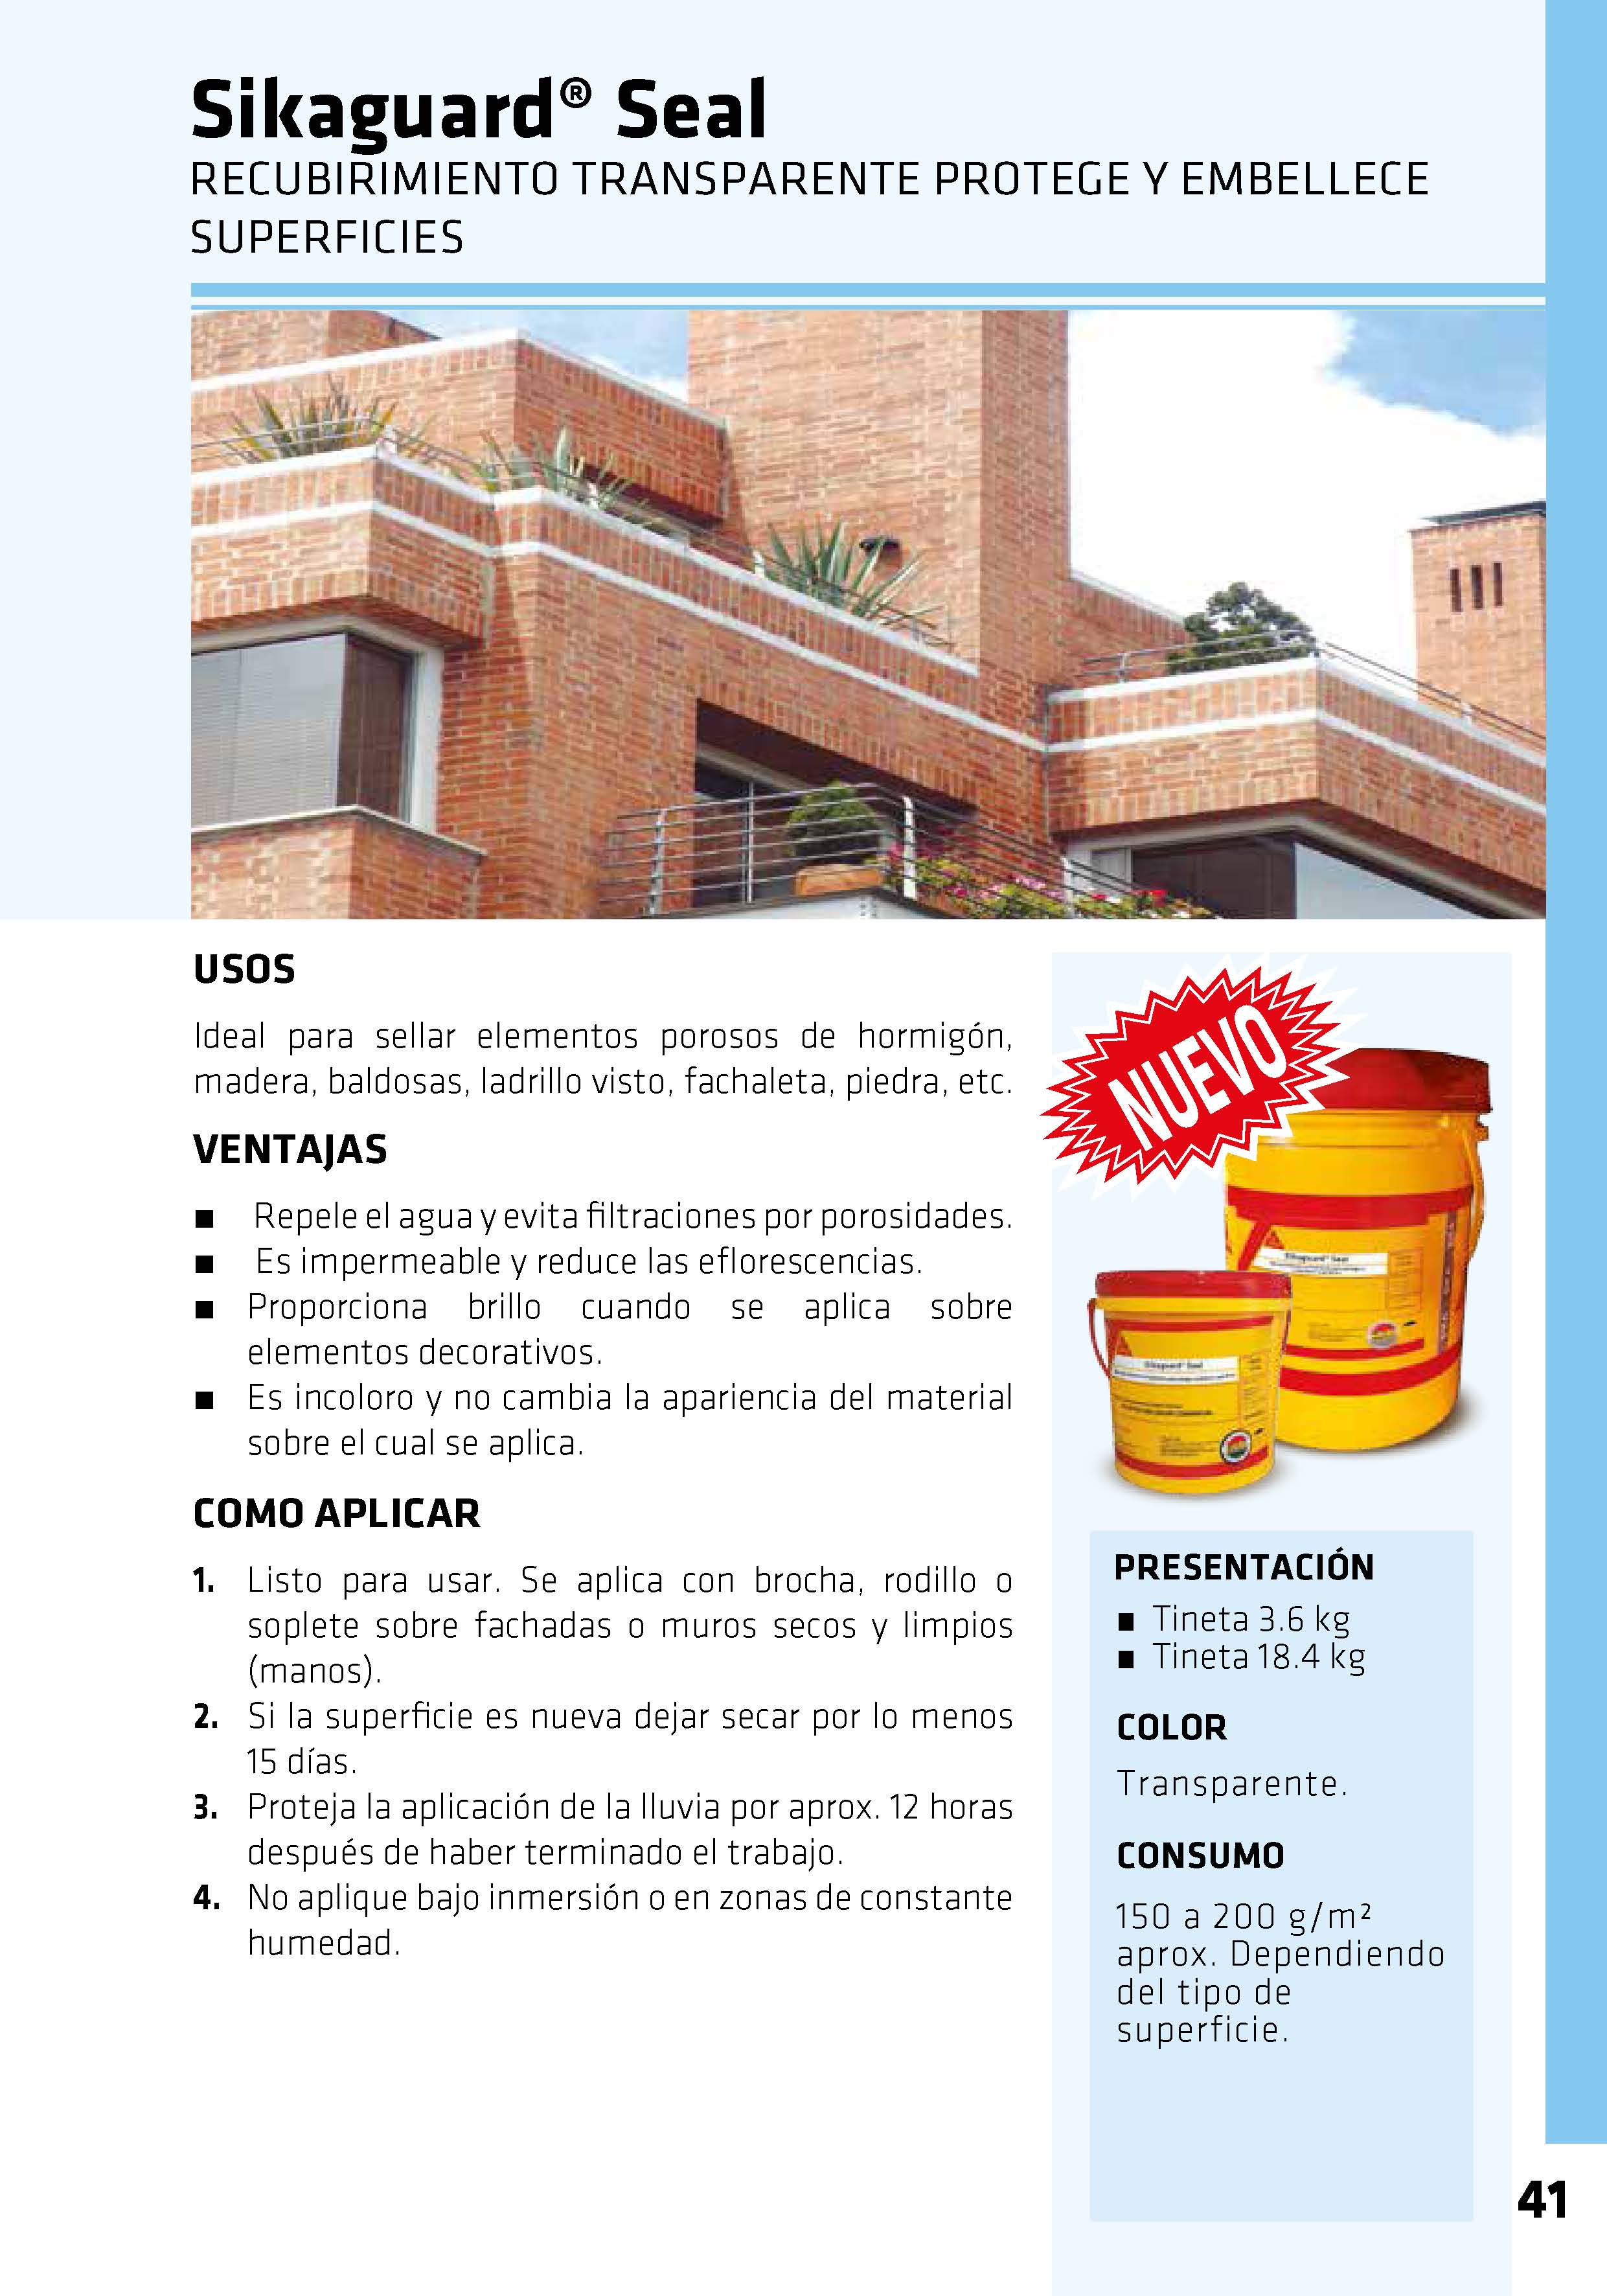 Sikaguard® Seal
RECUBIRIMIENTO TRANSPARENTE PROTEGE Y EMBELLECE
SUPERFICIES
USOS
Ideal para sellar elementos porosos de hormigón,
madera, baldosas, ladrillo visto, fachaleta, piedra, etc.
VENTAJAS
■ Repele el agua y evita filtraciones por porosidades.
■ Es impermeable y reduce las eflorescencias.
■ Proporciona brillo cuando se aplica sobre
elementos decorativos.
■ Es incoloro y no cambia la apariencia del material
sobre el cual se aplica.
COMO APLICAR
1. Listo para usar. Se aplica con brocha, rodillo o
soplete sobre fachadas o muros secos y limpios
(manos).
2. Si la superficie es nueva dejar secar por lo menos
15 días.
3. Proteja la aplicación de la lluvia por aprox. 12 horas
después de haber terminado el trabajo.
4. No aplique bajo inmersión o en zonas de constante
humedad.
NUEVO
Sikaguard® Seal
Sikaguard® Seal
PRESENTACIÓN
■ Tineta 3.6 kg
■ Tineta 18.4 kg
COLOR
Transparente.
CONSUMO
150 a 200 g/m²
aprox. Dependiendo
del tipo de
superficie.
41